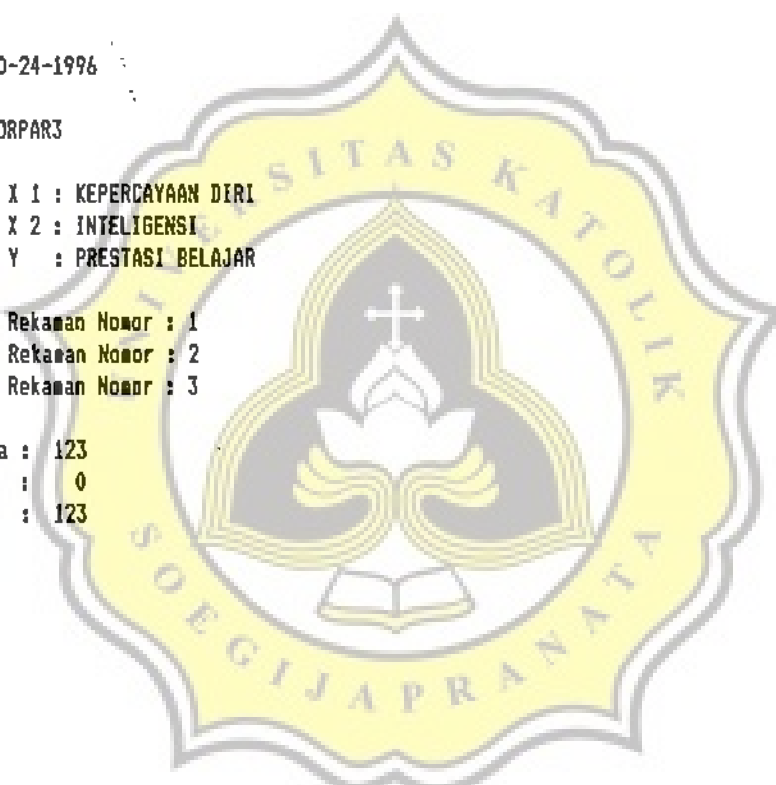 0-24-1996
ORPAR3
X 1 : KEPERCAYAAN DIRI
X 2 : INTELIGENSI
Y : PRESTASI BELAJAR
Rekaman Nomor : 1
Rekaman Nomor : 2
Rekaman Nomor : 3
a : 123
: 0
: 123
UNIVERSITAS KATOLIK
SOEGIJAPRANATA